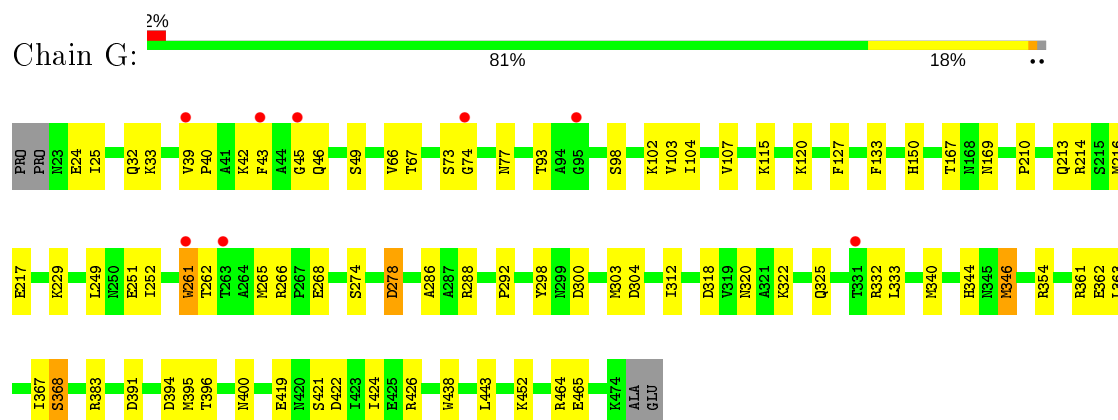 2%
Chain G:
81% 18% ••
PRO PRO N23 E24 I25 Q32 K33 V39 P40 A41 K42 F43 A44 G45 Q46 S49 V66 T67 S73 G74 N77 T93 A94 G95 S98 K102 V103 I104 V107 K115 K120 F127 F133 H150 T167 N168 N169 P210 Q213 R214 S215 M216
E217 K229 L249 N250 E251 I252 W261 T262 T263 A264 M265 R266 P267 E268 S274 D278 A286 A287 R288 P292 Y298 N299 D300 M303 D304 I312 D318 V319 N320 A321 K322 Q325 T331 R332 L333 M340 H344 N345 M346 R354 R361 E362 L363
I367 S368 R383 D391 D394 M395 T396 N400 E419 N420 S421 D422 I423 I424 E425 R426 W438 L443 K452 R464 E465 K474 ALA GLU